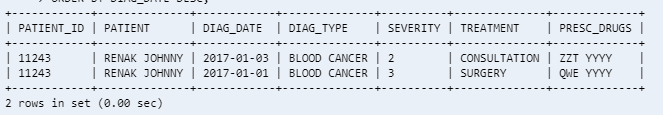 +------------+--------------+------------+--------------+----------+--------------+-------------+
| PATIENT_ID | PATIENT      | DIAG_DATE  | DIAG_TYPE    | SEVERITY | TREATMENT    | PRESC_DRUGS |
+------------+--------------+------------+--------------+----------+--------------+-------------+
| 11243      | RENAK JOHNNY | 2017-01-03 | BLOOD CANCER | 2        | CONSULTATION | ZZT YYYY    |
| 11243      | RENAK JOHNNY | 2017-01-01 | BLOOD CANCER | 3        | SURGERY      | QWE YYYY    |
+------------+--------------+------------+--------------+----------+--------------+-------------+
2 rows in set (0.00 sec)